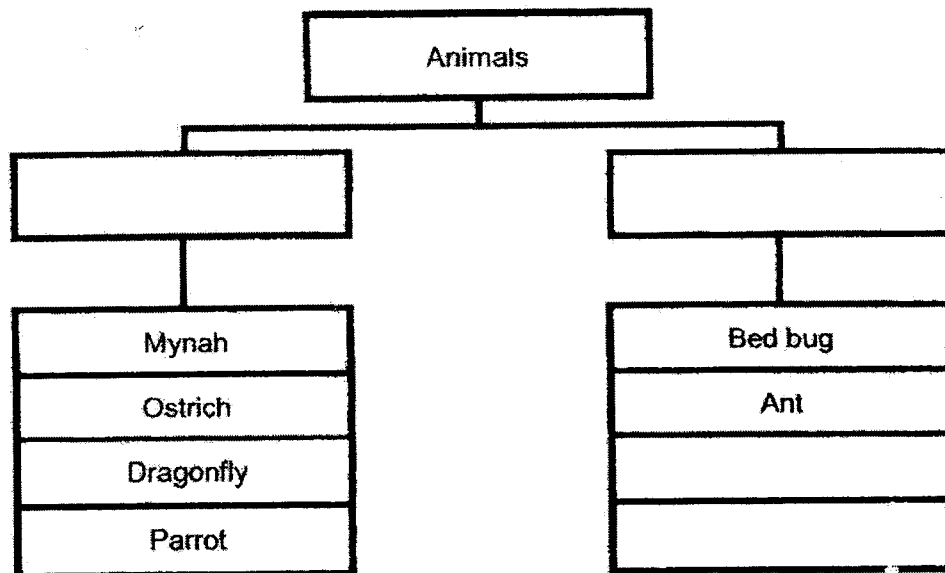 Animals
Mynah
Ostrich
Dragonfly
Parrot
Bed bug
Ant